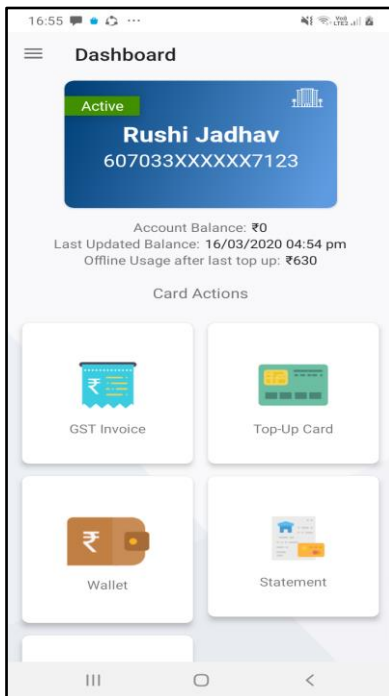 16:55
Dashboard
Active
Rushi Jadhav
607033XXXXXX7123
Account Balance: ₹0
Last Updated Balance: 16/03/2020 04:54 pm
Offline Usage after last top up: ₹630
Card Actions
₹
GST Invoice
Top-Up Card
₹
Wallet
Statement